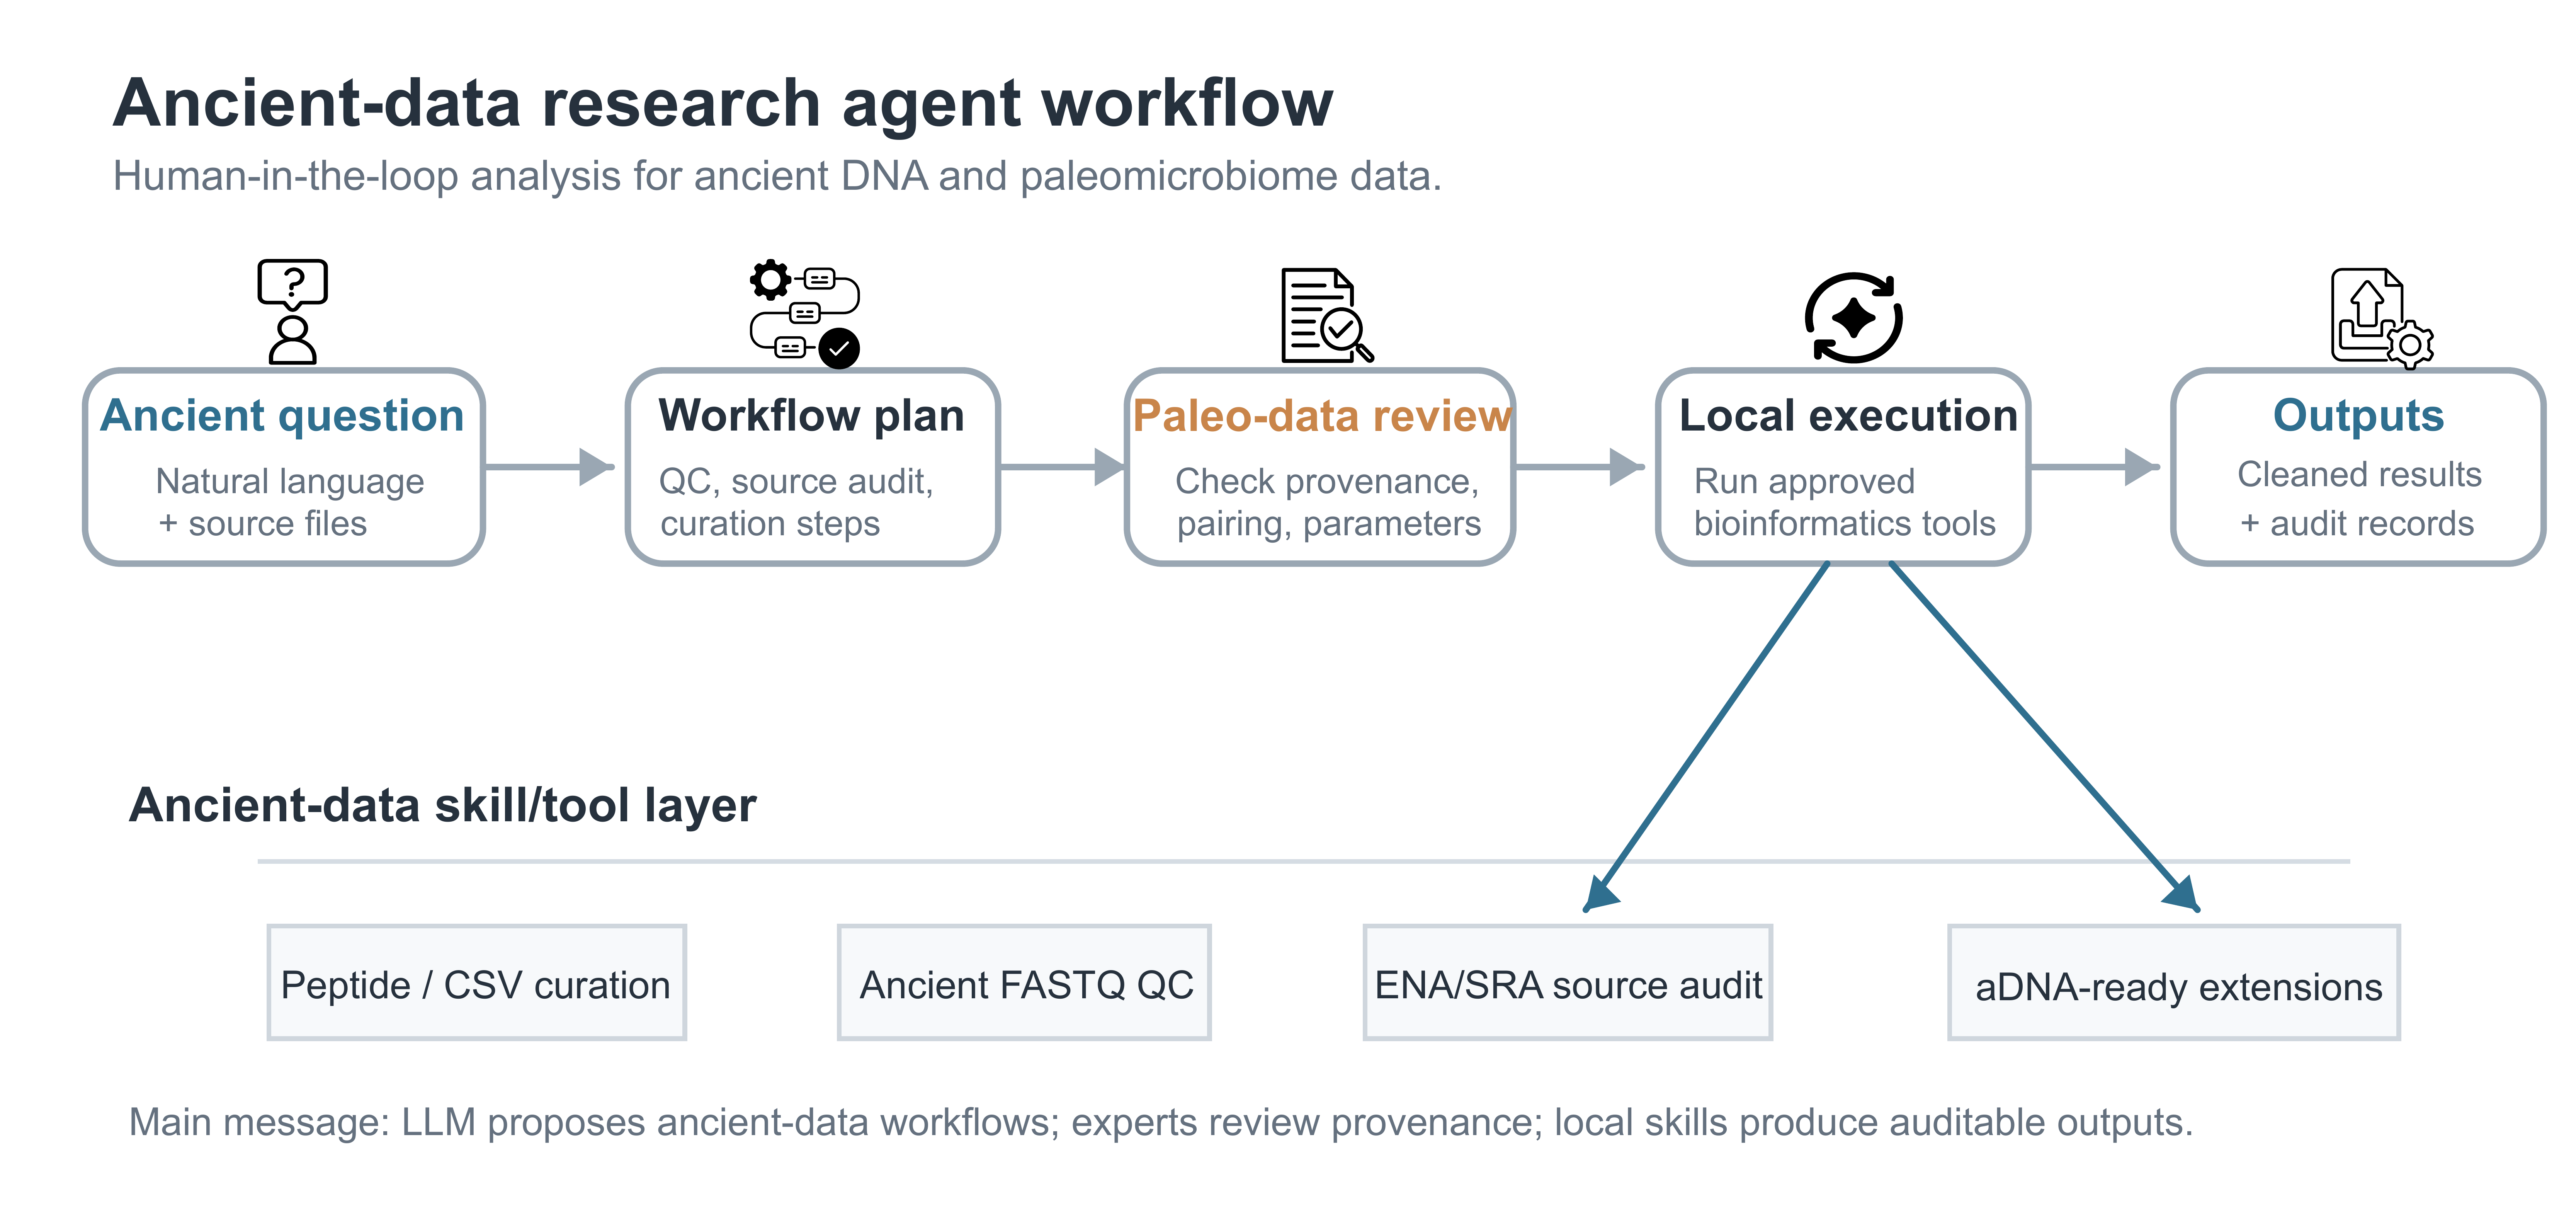 Ancient-data research agent workflow
Human-in-the-loop analysis for ancient DNA and paleomicrobiome data.
?
Ancient question
Natural language
+ source files
Workflow plan
QC, source audit,
curation steps
Paleo-data review
Check provenance,
pairing, parameters
Local execution
Run approved
bioinformatics tools
Outputs
Cleaned results
+ audit records
Ancient-data skill/tool layer
Peptide / CSV curation
Ancient FASTQ QC
ENA/SRA source audit
aDNA-ready extensions
Main message: LLM proposes ancient-data workflows; experts review provenance; local skills produce auditable outputs.